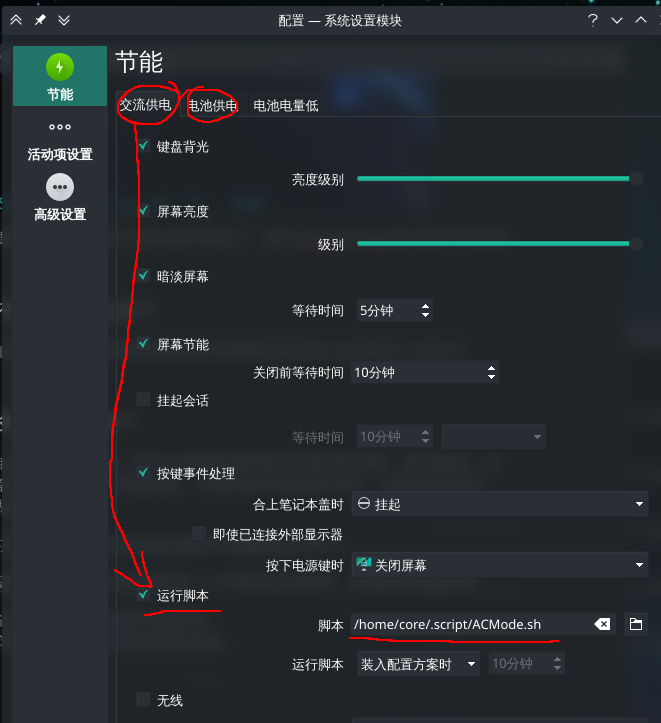 配置 — 系统设置模块
节能
节能
交流供电 电池供电 电池电量低
活动项设置
高级设置
键盘背光
亮度级别
屏幕亮度
级别
暗淡屏幕
等待时间 5分钟
屏幕节能
关闭前等待时间 10分钟
挂起会话
等待时间 10分钟
按键事件处理
合上笔记本盖时 挂起
即使已连接外部显示器
按下电源键时 关闭屏幕
运行脚本
脚本 /home/core/.script/ACMode.sh
运行脚本 装入配置方案时 10分钟
无线